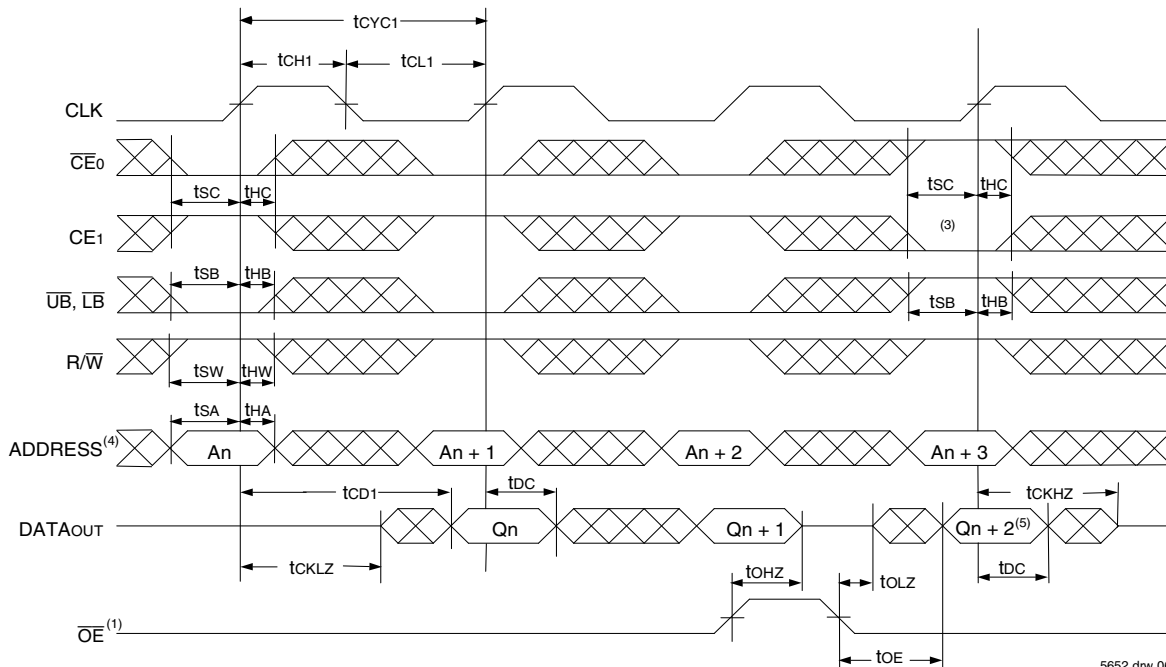 tCYC1
tCH1 tCL1
CLK
CE0
tSC tHC tSC tHC
CE1 (3)
tSB tHB
UB, LB tSB tHB
R/W
tSW tHW
tSA tHA
ADDRESS(4) An An + 1 An + 2 An + 3
tCD1 tDC tCKHZ
DATAOUT Qn Qn + 1 Qn + 2(5)
tCKLZ tOHZ tOLZ tDC
OE (1)
tOE